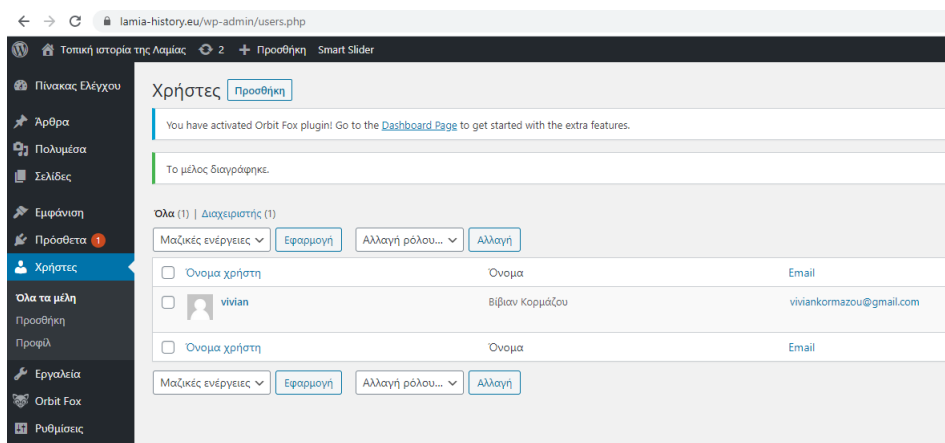 lamia-history.eu/wp-admin/users.php
Τοπική ιστορία της Λαμίας 2 Προσθήκη Smart Slider
Πίνακας Ελέγχου
Άρθρα
Πολυμέσα
Σελίδες
Εμφάνιση
Πρόσθετα 1
Χρήστες
Όλα τα μέλη
Προσθήκη
Προφίλ
Εργαλεία
Orbit Fox
Ρυθμίσεις
Χρήστες Προσθήκη
You have activated Orbit Fox plugin! Go to the Dashboard Page to get started with the extra features.
Το μέλος διαγράφηκε.
Όλα (1) | Διαχειριστής (1)
Μαζικές ενέργειες Εφαρμογή Αλλαγή ρόλου... Αλλαγή
Όνομα χρήστη Όνομα Email
vivian Βίβιαν Κορμάζου viviankormazou@gmail.com
Όνομα χρήστη Όνομα Email
Μαζικές ενέργειες Εφαρμογή Αλλαγή ρόλου... Αλλαγή